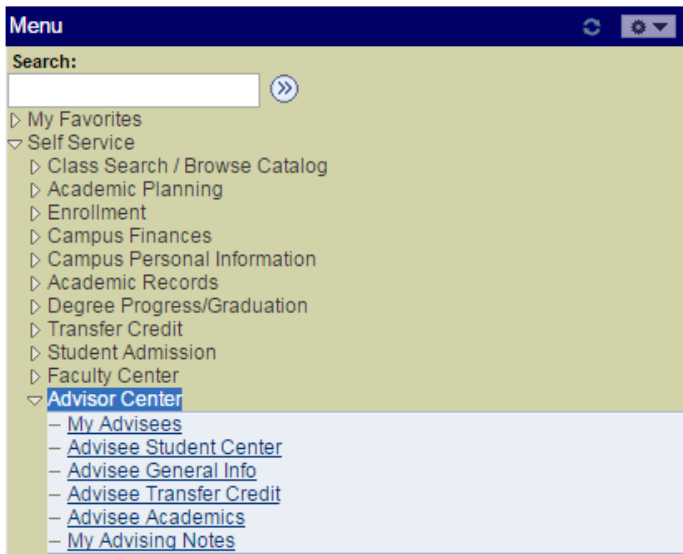 Menu
Search:
My Favorites
Self Service
Class Search / Browse Catalog
Academic Planning
Enrollment
Campus Finances
Campus Personal Information
Academic Records
Degree Progress/Graduation
Transfer Credit
Student Admission
Faculty Center
Advisor Center
– My Advisees
– Advisee Student Center
– Advisee General Info
– Advisee Transfer Credit
– Advisee Academics
– My Advising Notes